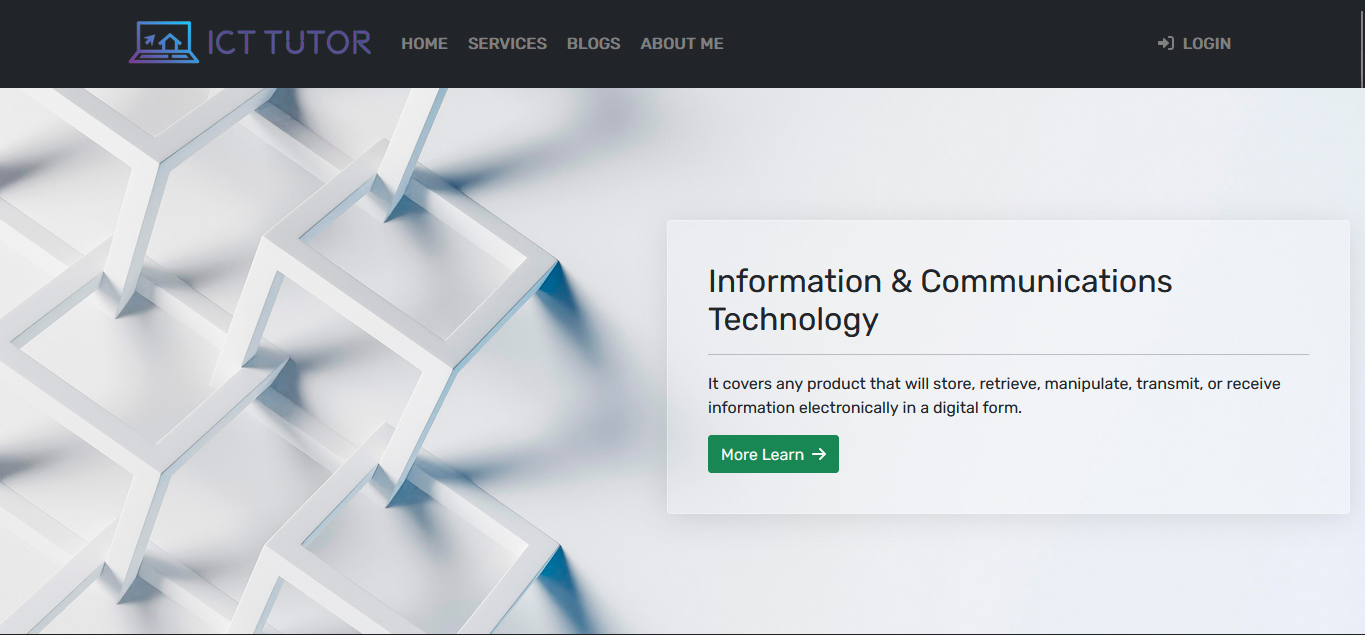 ICT TUTOR
HOME SERVICES BLOGS ABOUT ME LOGIN
Information & Communications
Technology
It covers any product that will store, retrieve, manipulate, transmit, or receive
information electronically in a digital form.
More Learn →